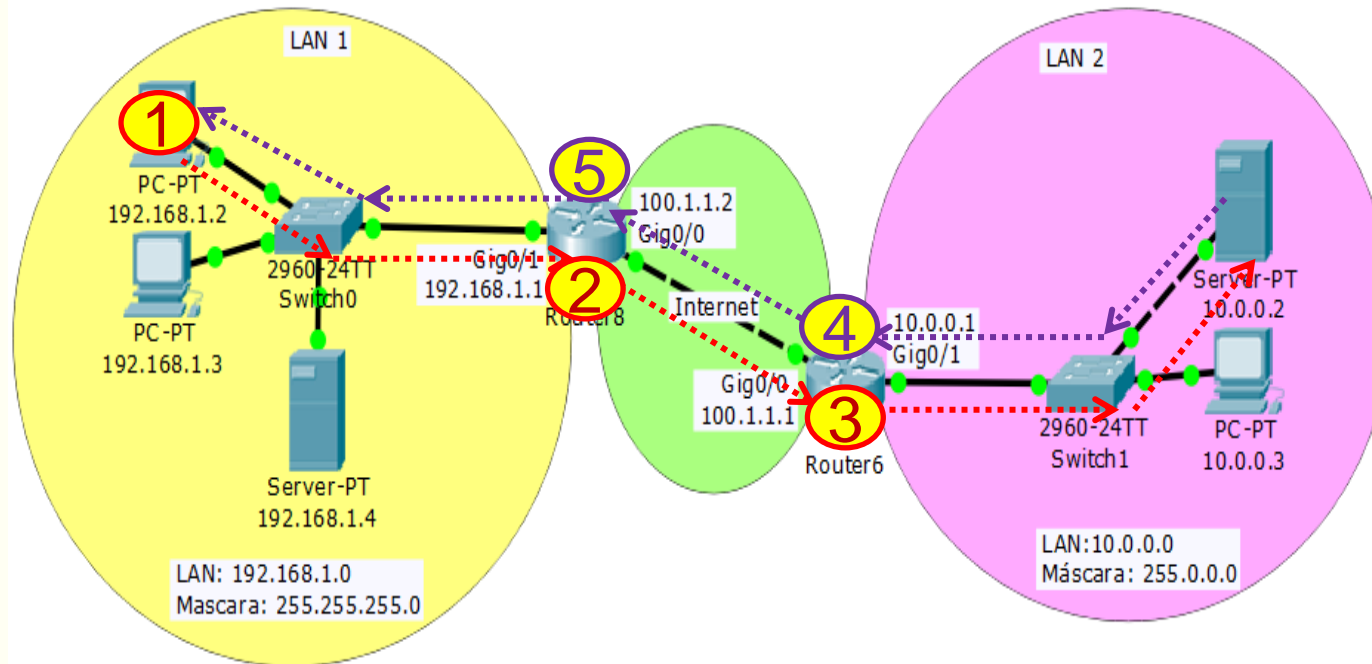 LAN 1
LAN 2
1
PC-PT
192.168.1.2
PC-PT
192.168.1.3
2960-24TT
Switch0
Server-PT
192.168.1.4
LAN: 192.168.1.0
Mascara: 255.255.255.0
5
100.1.1.2
Gig0/0
Gig0/1
192.168.1.1
2
Router8
Internet
4
10.0.0.1
Gig0/1
Gig0/0
100.1.1.1
3
Router6
2960-24TT
Switch1
Server-PT
10.0.0.2
PC-PT
10.0.0.3
LAN:10.0.0.0
Máscara: 255.0.0.0